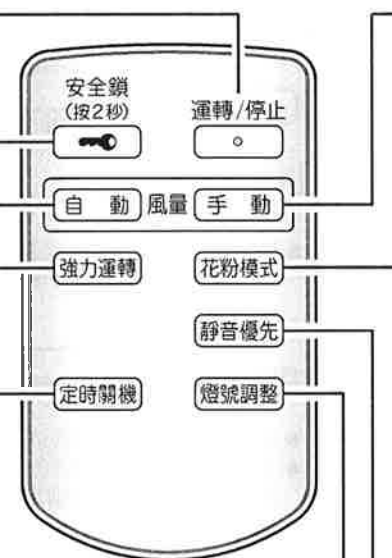 安全鎖
(按2秒)
運轉/停止
自 動 風量 手 動
強力運轉 花粉模式
靜音優先
定時關機 燈號調整